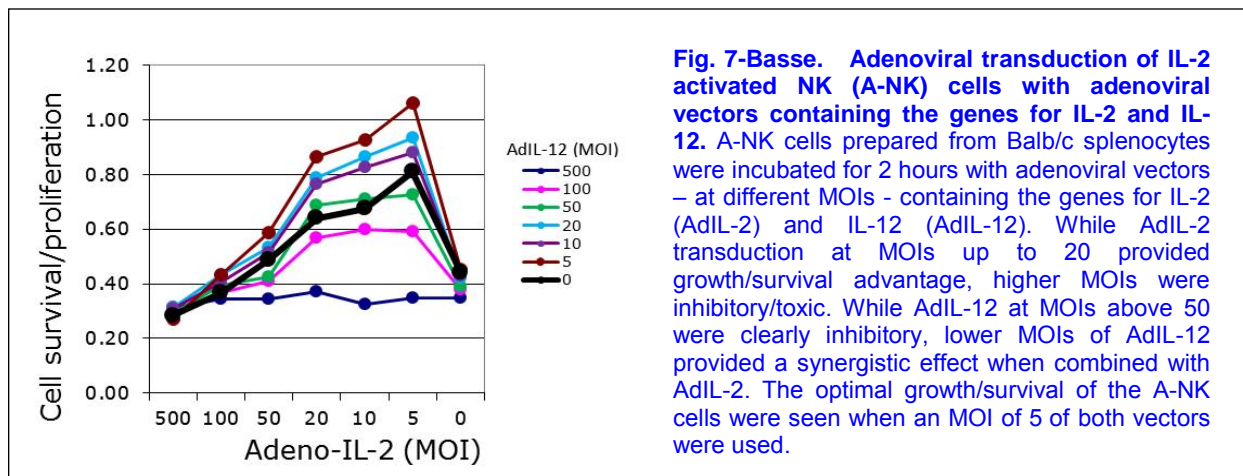 1.20
1.00
0.80
0.60
0.40
0.20
0.00
Cell survival/proliferation
500 100 50 20 10 5 0
Adeno-IL-2 (MOI)
AdIL-12 (MOI)
500
100
50
20
10
5
0
Fig. 7-Basse. Adenoviral transduction of IL-2
activated NK (A-NK) cells with adenoviral
vectors containing the genes for IL-2 and IL-
12. A-NK cells prepared from Balb/c splenocytes
were incubated for 2 hours with adenoviral vectors
– at different MOIs - containing the genes for IL-2
(AdIL-2) and IL-12 (AdIL-12). While AdIL-2
transduction at MOIs up to 20 provided
growth/survival advantage, higher MOIs were
inhibitory/toxic. While AdIL-12 at MOIs above 50
were clearly inhibitory, lower MOIs of AdIL-12
provided a synergistic effect when combined with
AdIL-2. The optimal growth/survival of the A-NK
cells were seen when an MOI of 5 of both vectors
were used.